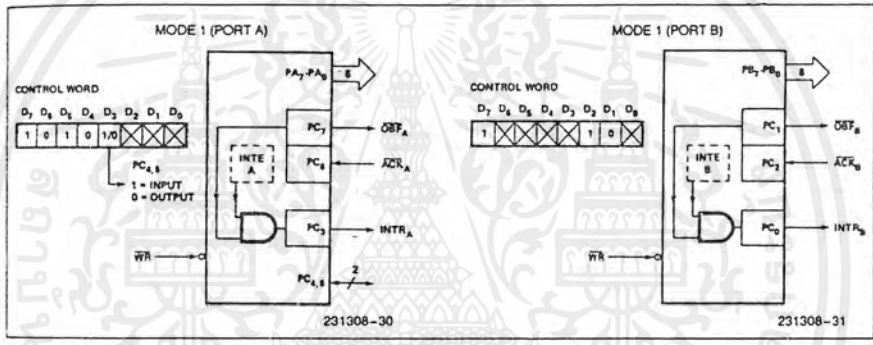 MODE 1 (PORT A)
PA7-PA0
8
CONTROL WORD
D7 D6 D5 D4 D3 D2 D1 D0
1 0 1 0 1/0
PC4,5
1 = INPUT
0 = OUTPUT
PC7
OBFA
INTE
A
PC6
ACKA
PC3
INTRA
WR
PC4,5
2
231308-30
MODE 1 (PORT B)
PB7-PB0
8
CONTROL WORD
D7 D6 D5 D4 D3 D2 D1 D0
1 1 0
PC1
OBFB
INTE
B
PC2
ACKB
PC0
INTRB
WR
231308-31